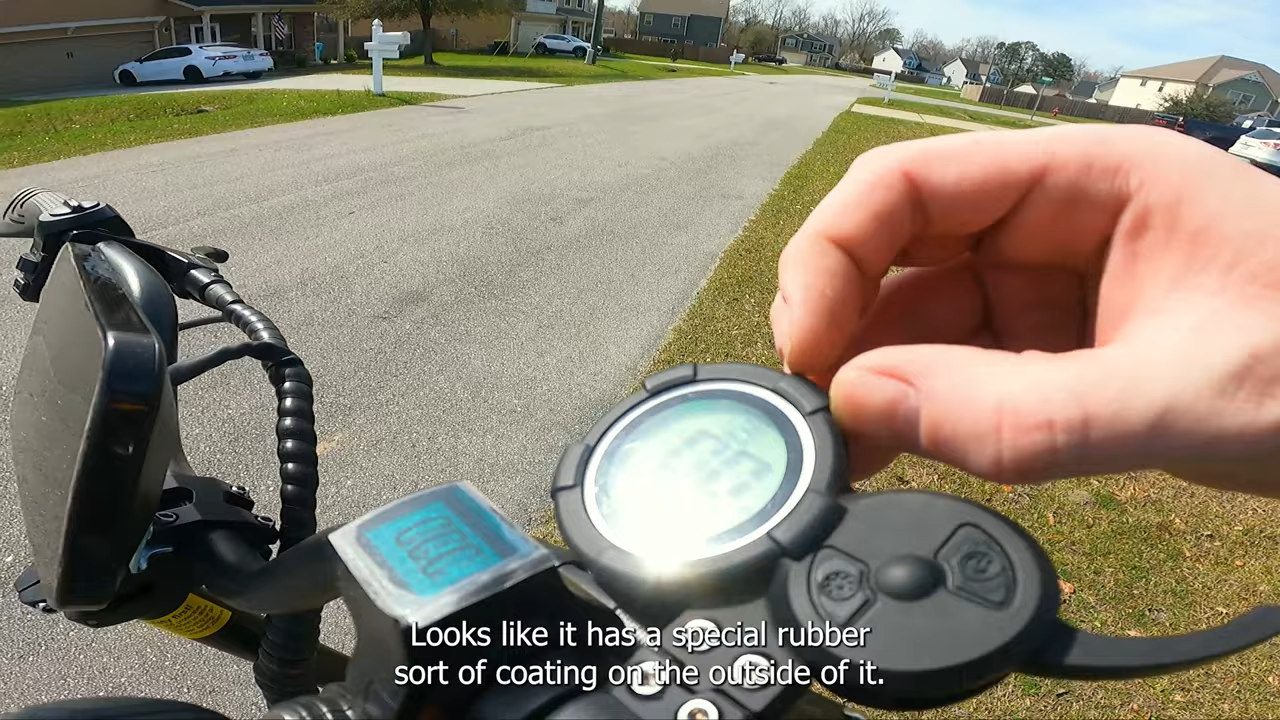 Looks like it has a special rubber
sort of coating on the outside of it.